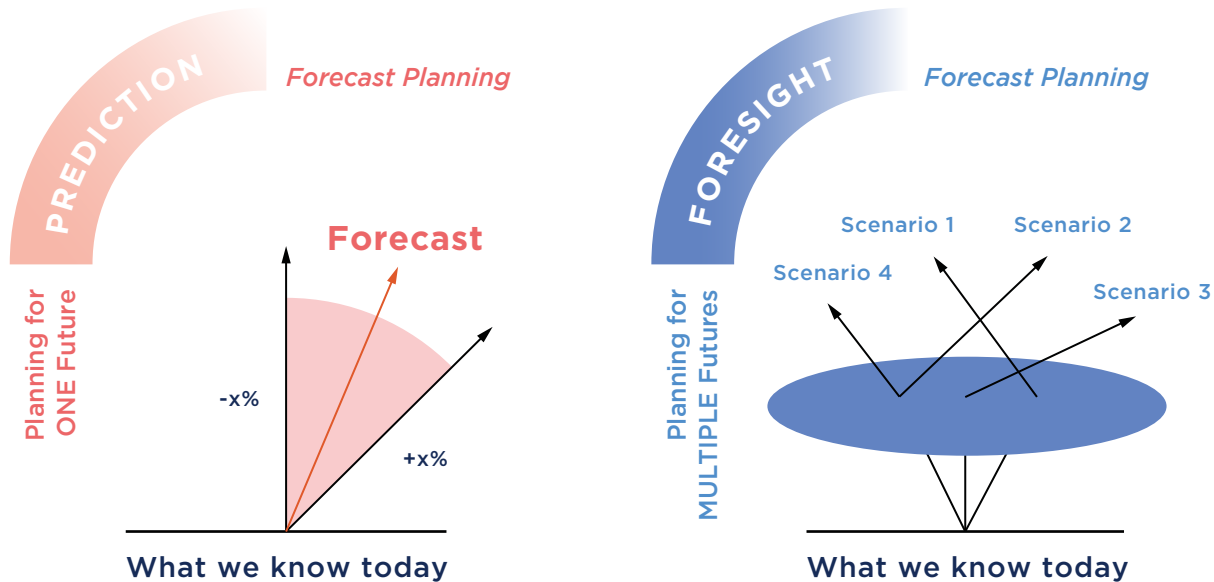 PREDICTION
Forecast Planning
Planning for
ONE Future
Forecast
-x%
+x%
What we know today
FORESIGHT
Forecast Planning
Planning for
MULTIPLE Futures
Scenario 1
Scenario 2
Scenario 4
Scenario 3
What we know today